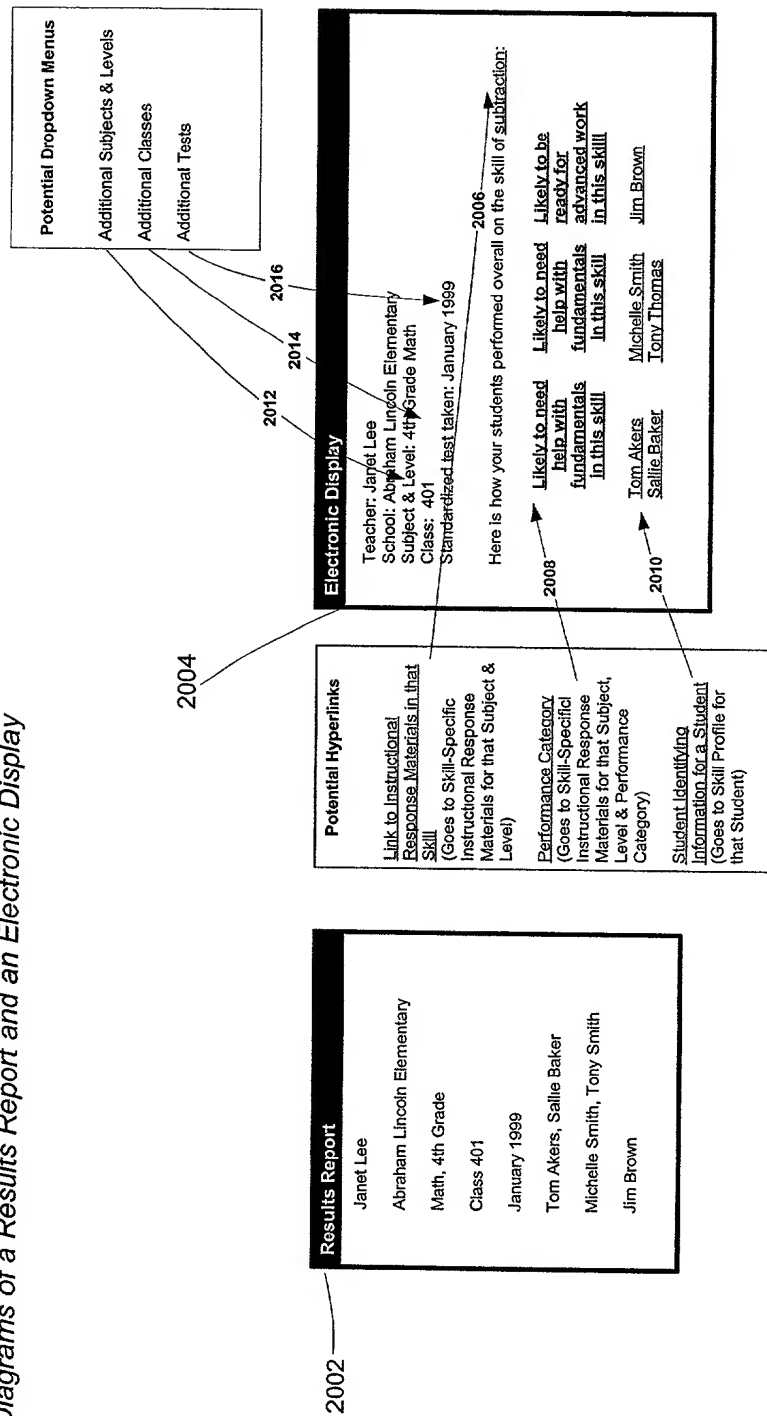 Diagrams of a Results Report and an Electronic Display
2002
Results Report
Janet Lee
Abraham Lincoln Elementary
Math, 4th Grade
Class 401
January 1999
Tom Akers, Sallie Baker
Michelle Smith, Tony Smith
Jim Brown
Potential Hyperlinks
Link to Instructional
Response Materials in that
Skill
(Goes to Skill-Specific
Instructional Response
Materials for that Subject &
Level)
Performance Category
(Goes to Skill-Specificl
Instructional Response
Materials for that Subject,
Level & Performance
Category)
Student Identifying
Information for a Student
(Goes to Skill Profile for
that Student)
2004
Electronic Display
Teacher: Janet Lee
School: Abraham Lincoln Elementary
Subject & Level: 4th Grade Math
Class: 401
Standardized test taken: January 1999
Here is how your students performed overall on the skill of subtraction:
Likely to need
help with
fundamentals
in this skill
Likely to need
help with
fundamentals
in this skill
Likely to be
ready for
advanced work
in this skilll
Tom Akers
Sallie Baker
Michelle Smith
Tony Thomas
Jim Brown
2006
2008
2010
2012
2014
2016
Potential Dropdown Menus
Additional Subjects & Levels
Additional Classes
Additional Tests